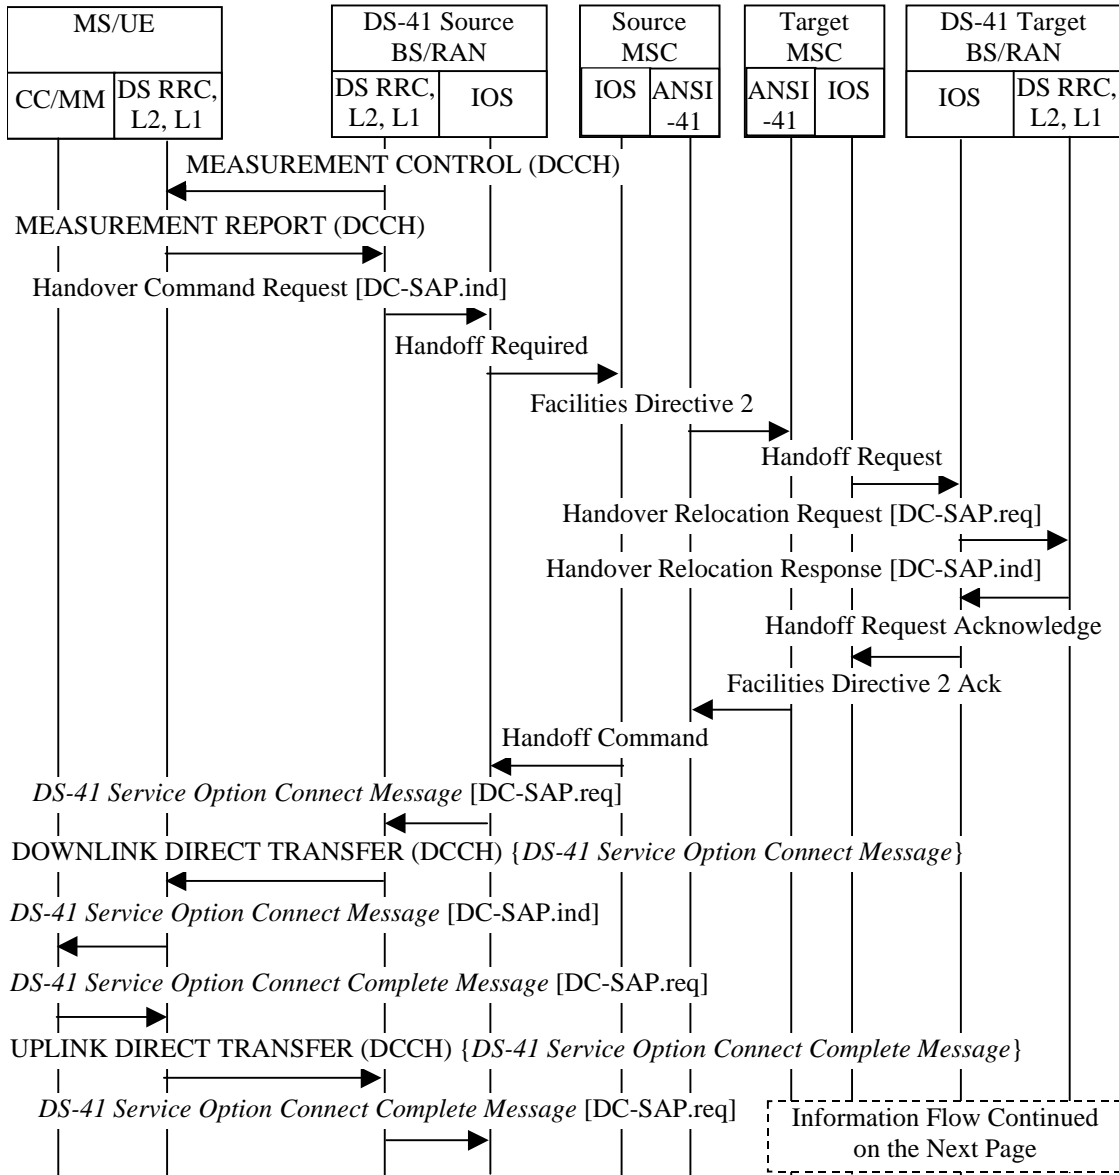 MS/UE
DS-41 Source
BS/RAN
Source
MSC
Target
MSC
DS-41 Target
BS/RAN
CC/MM
DS RRC,
L2, L1
DS RRC,
L2, L1
IOS
IOS
ANSI
-41
ANSI
-41
IOS
IOS
DS RRC,
L2, L1
MEASUREMENT CONTROL (DCCH)
MEASUREMENT REPORT (DCCH)
Handover Command Request [DC-SAP.ind]
Handoff Required
Facilities Directive 2
Handoff Request
Handover Relocation Request [DC-SAP.req]
Handover Relocation Response [DC-SAP.ind]
Handoff Request Acknowledge
Facilities Directive 2 Ack
Handoff Command
DS-41 Service Option Connect Message [DC-SAP.req]
DOWNLINK DIRECT TRANSFER (DCCH) {DS-41 Service Option Connect Message}
DS-41 Service Option Connect Message [DC-SAP.ind]
DS-41 Service Option Connect Complete Message [DC-SAP.req]
UPLINK DIRECT TRANSFER (DCCH) {DS-41 Service Option Connect Complete Message}
DS-41 Service Option Connect Complete Message [DC-SAP.req]
Information Flow Continued
on the Next Page